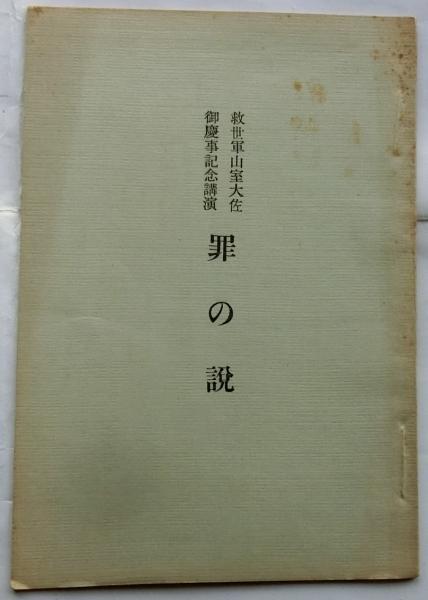 救世軍山室大佐
御慶事記念講演
罪の説